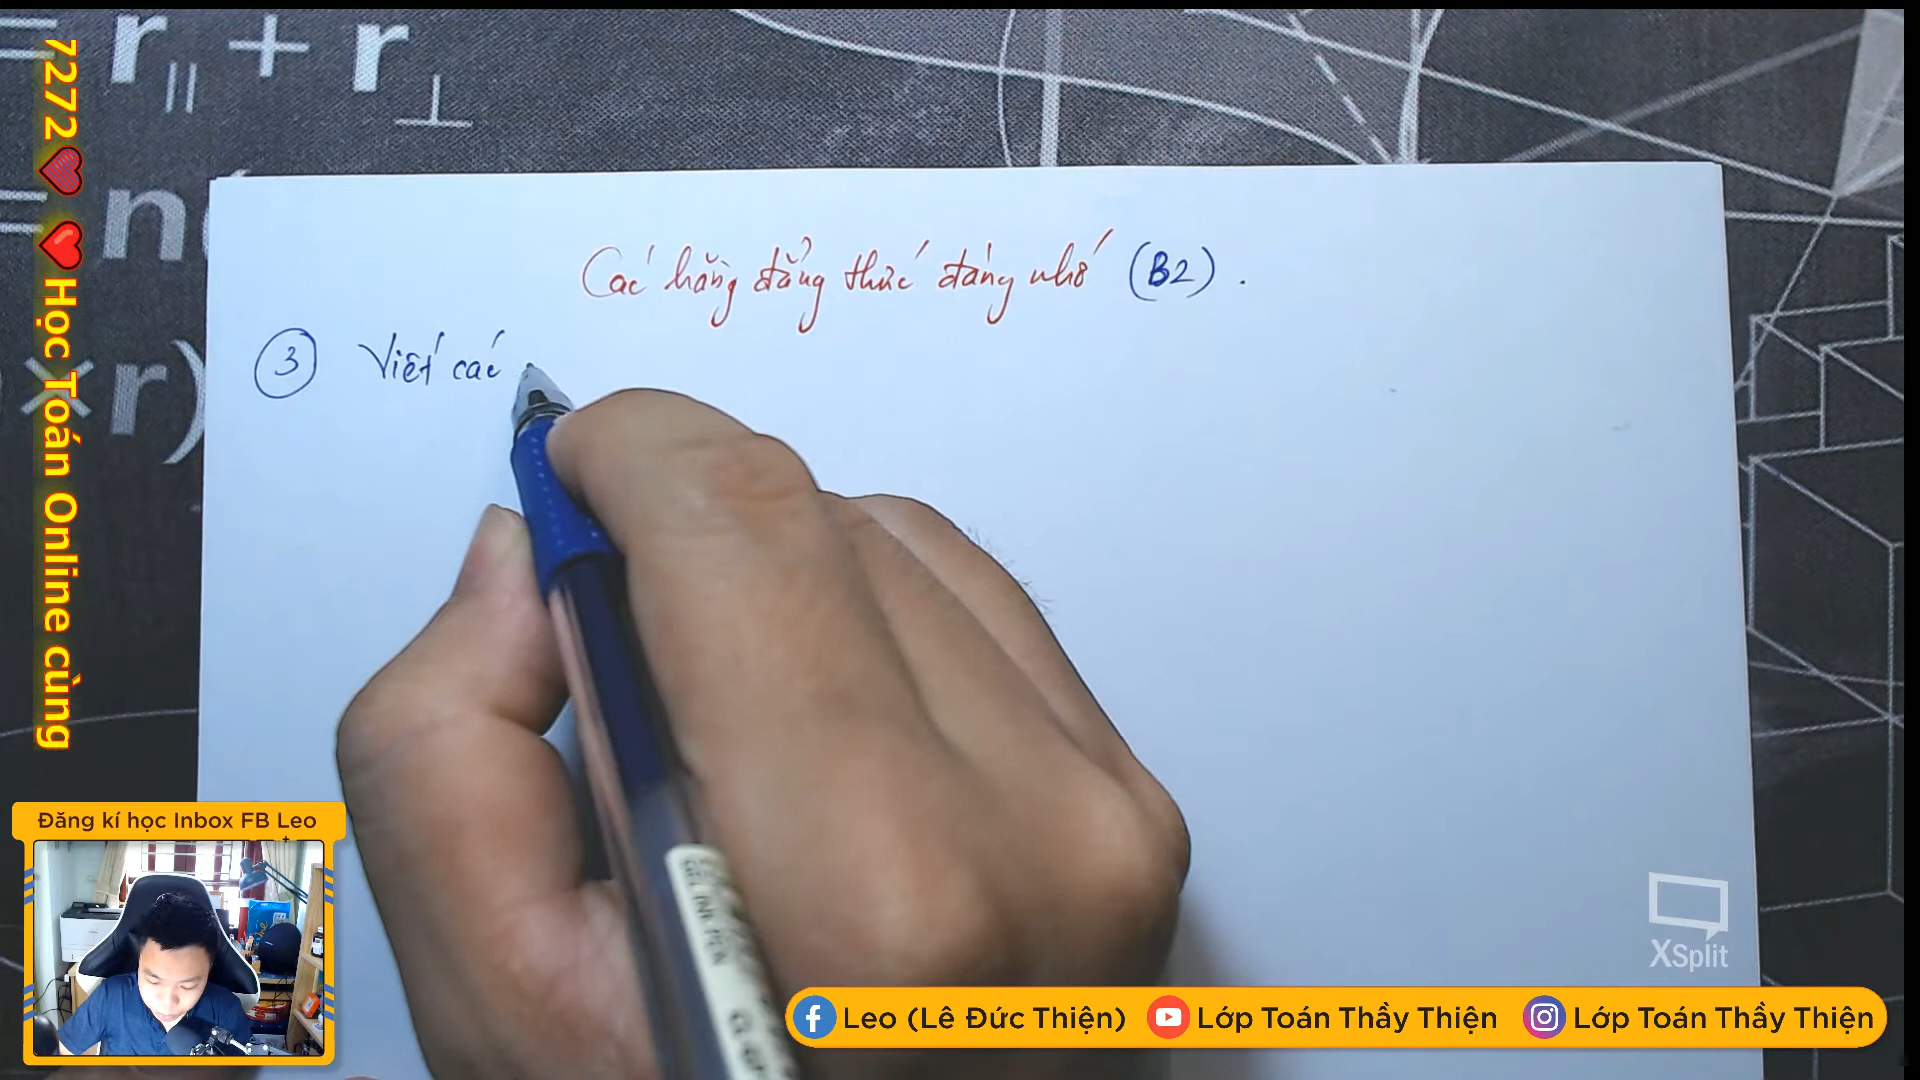 = r|| + r⊥
= n
×r)
7272❤ ❤Học Toán Online cùng
Các hằng đẳng thức đáng nhớ (B2).
③ Viết các
Đăng kí học Inbox FB Leo
XSplit
Leo (Lê Đức Thiện) Lớp Toán Thầy Thiện Lớp Toán Thầy Thiện